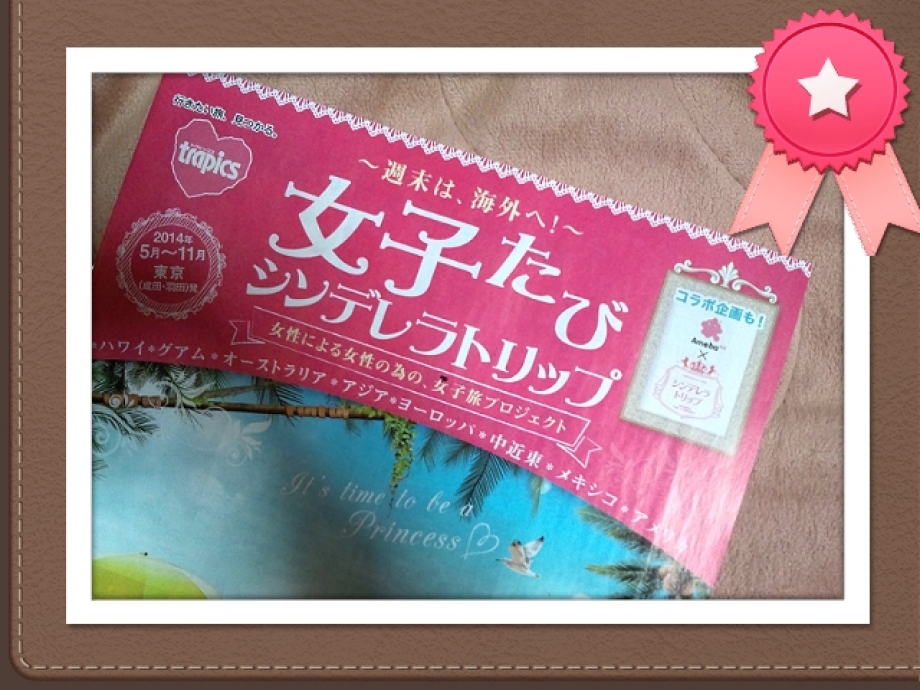 行きたい旅、見つかる。
trapics
～週末は、海外へ!～
女子たび
シンデレラトリップ
女性による女性の為の、女子旅プロジェクト
2014年
5月～11月
東京
(成田・羽田)発
コラボ企画も!
Ameba
×
シンデレラ
トリップ
*ハワイ*グアム*オーストラリア*アジア*ヨーロッパ*中近東*メキシコ*アメリカ
It's time to be a
Princess